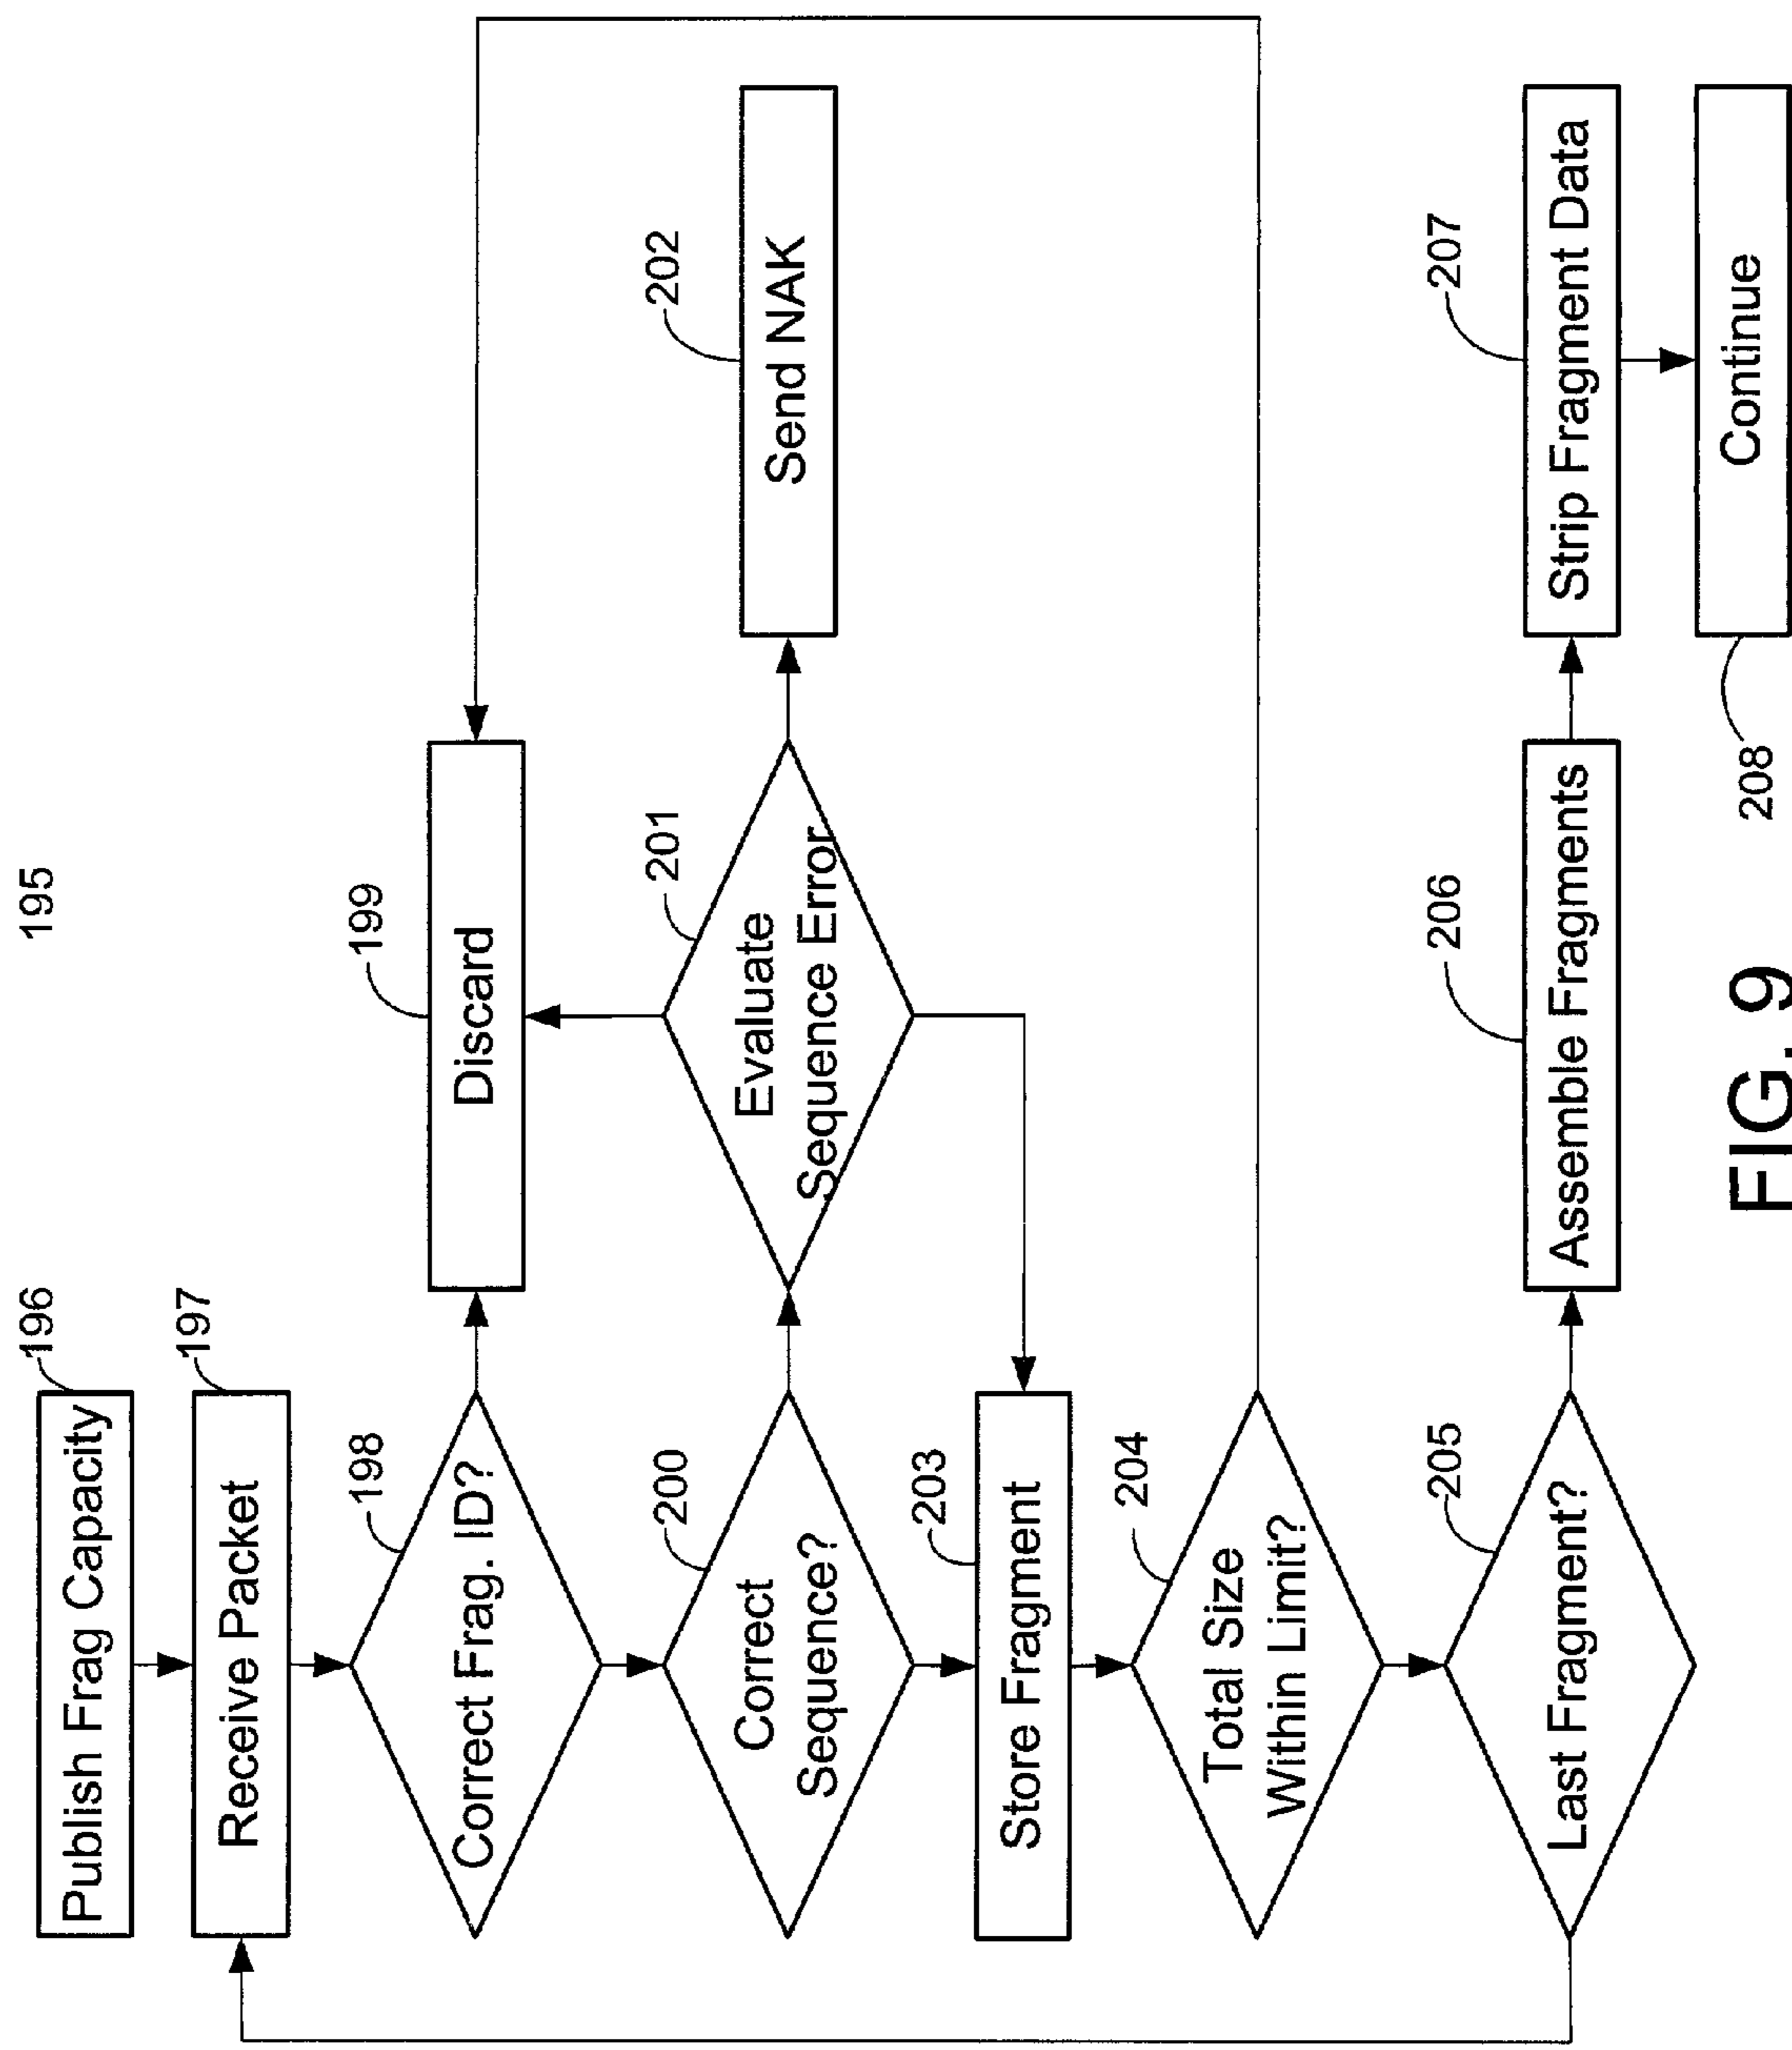 195
196
Publish Frag Capacity
197
Receive Packet
198
Correct Frag. ID?
199
Discard
200
Correct
Sequence?
201
Evaluate
Sequence Error
202
Send NAK
203
Store Fragment
204
Total Size
Within Limit?
205
Last Fragment?
206
Assemble Fragments
207
Strip Fragment Data
208
Continue
FIG. 9